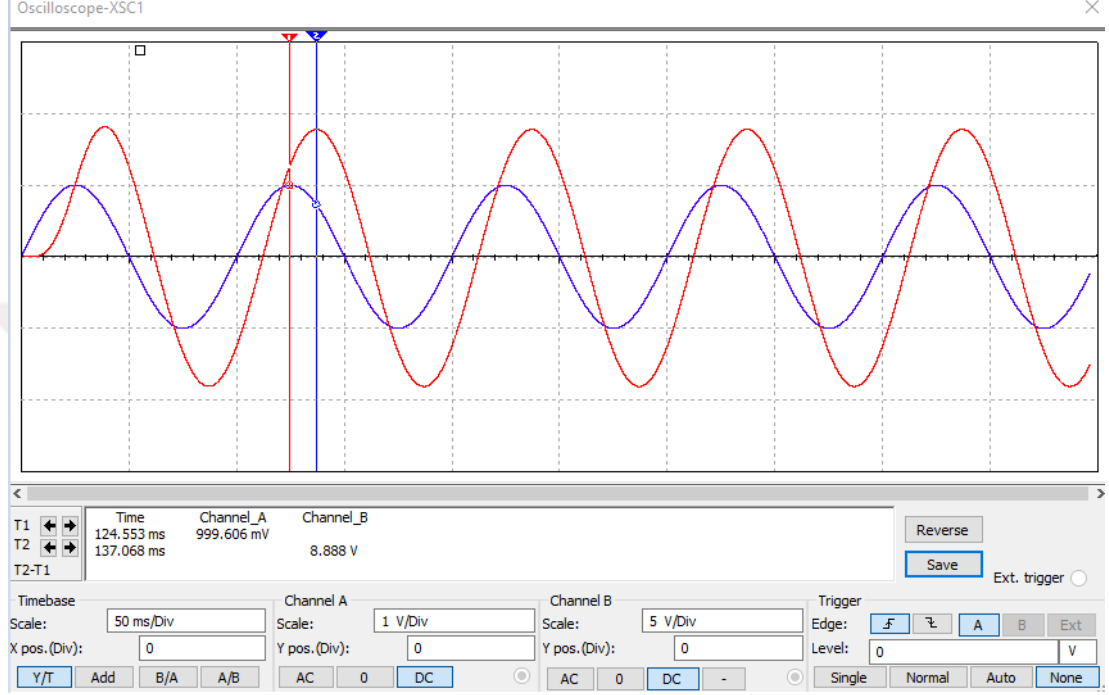 Oscilloscope-XSC1
1 2
Time Channel_A Channel_B
T1 124.553 ms 999.606 mV
T2 137.068 ms 8.888 V
T2-T1
Reverse
Save
Ext. trigger
Timebase
Scale: 50 ms/Div
X pos.(Div): 0
Y/T Add B/A A/B
Channel A
Scale: 1 V/Div
Y pos.(Div): 0
AC 0 DC
Channel B
Scale: 5 V/Div
Y pos.(Div): 0
AC 0 DC -
Trigger
Edge: A B Ext
Level: 0 V
Single Normal Auto None